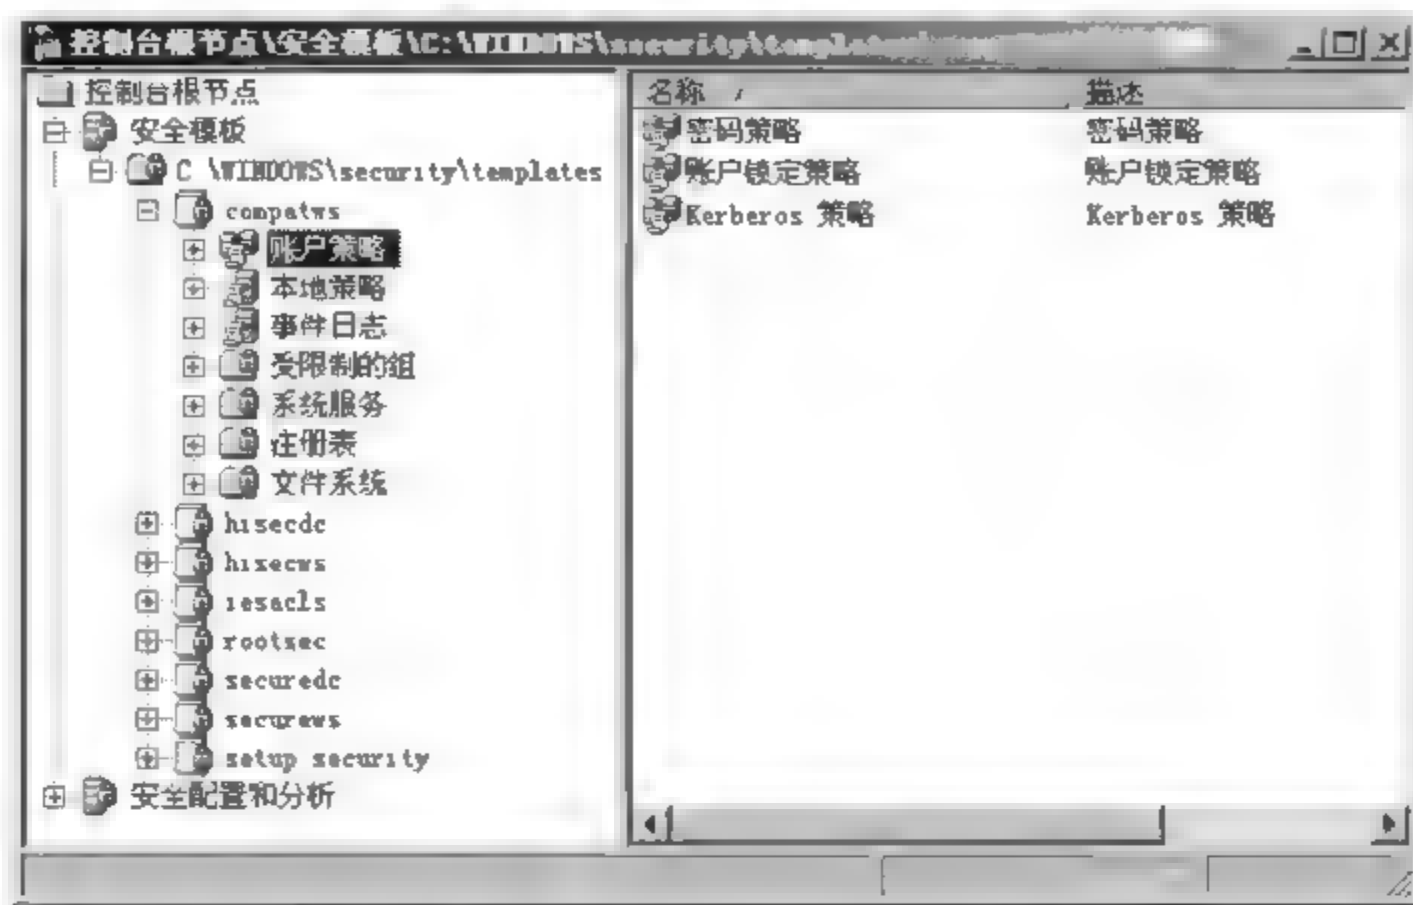 控制台根节点\安全模板\C:\WINDOWS\security\templates\
控制台根节点
安全模板
C \WINDOWS\security\templates
compatws
账户策略
本地策略
事件日志
受限制的组
系统服务
注册表
文件系统
hisecdc
hisecws
iesacls
rootsec
securedc
securews
setup security
安全配置和分析
名称 描述
密码策略 密码策略
账户锁定策略 账户锁定策略
Kerberos 策略 Kerberos 策略